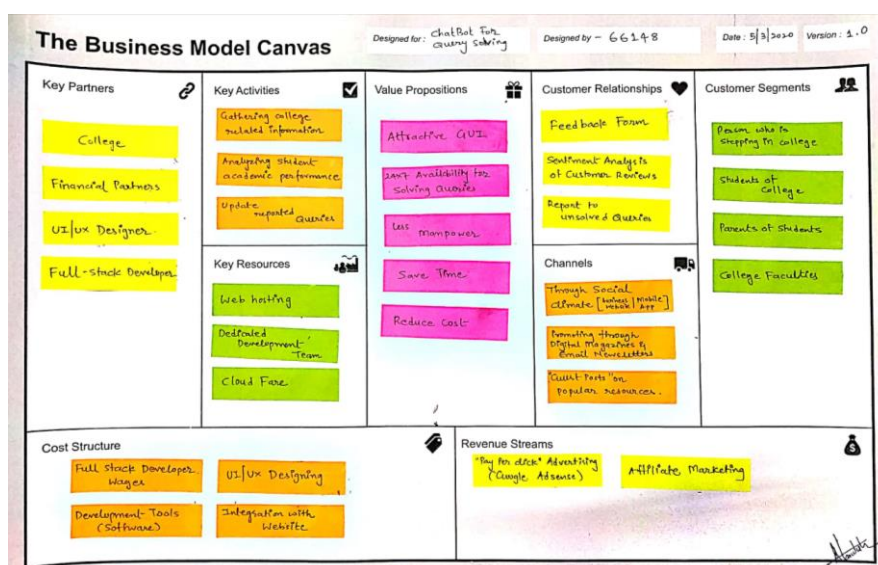 The Business Model Canvas
Designed for: ChatBot For
Query Solving
Designed by - 66148
Date: 5/3/2020
Version: 1.0
Key Partners
College
Financial Partners
UI/UX Designer.
Full-stack Developer
Key Activities
Gathering college
related Information
Analyzing Student
academic performance
Update
reported Queries
Key Resources
Web hosting
Dedicated
Development
Team
Cloud Fare
Value Propositions
Attractive GUI
24x7 Availability for
Solving Queries
Less
Manpower
Save Time
Reduce Cost
Customer Relationships
Feedback Form
Sentiment Analysis
of Customer Reviews
Report to
unsolved Queries
Channels
Through Social
climate [business website | Mobile App]
Promoting through
Digital Magazines &
Email Newsletters
"Guest Posts" on
popular resources.
Customer Segments
Person who is
stepping in college
Students of
College
Parents of Students
College Faculties
Cost Structure
Full Stack Developer
Wages
UI/UX Designing
Development Tools
(Software)
Integration with
Website
Revenue Streams
"Pay Per click" Advertising
(Google Adsense)
Affiliate Marketing